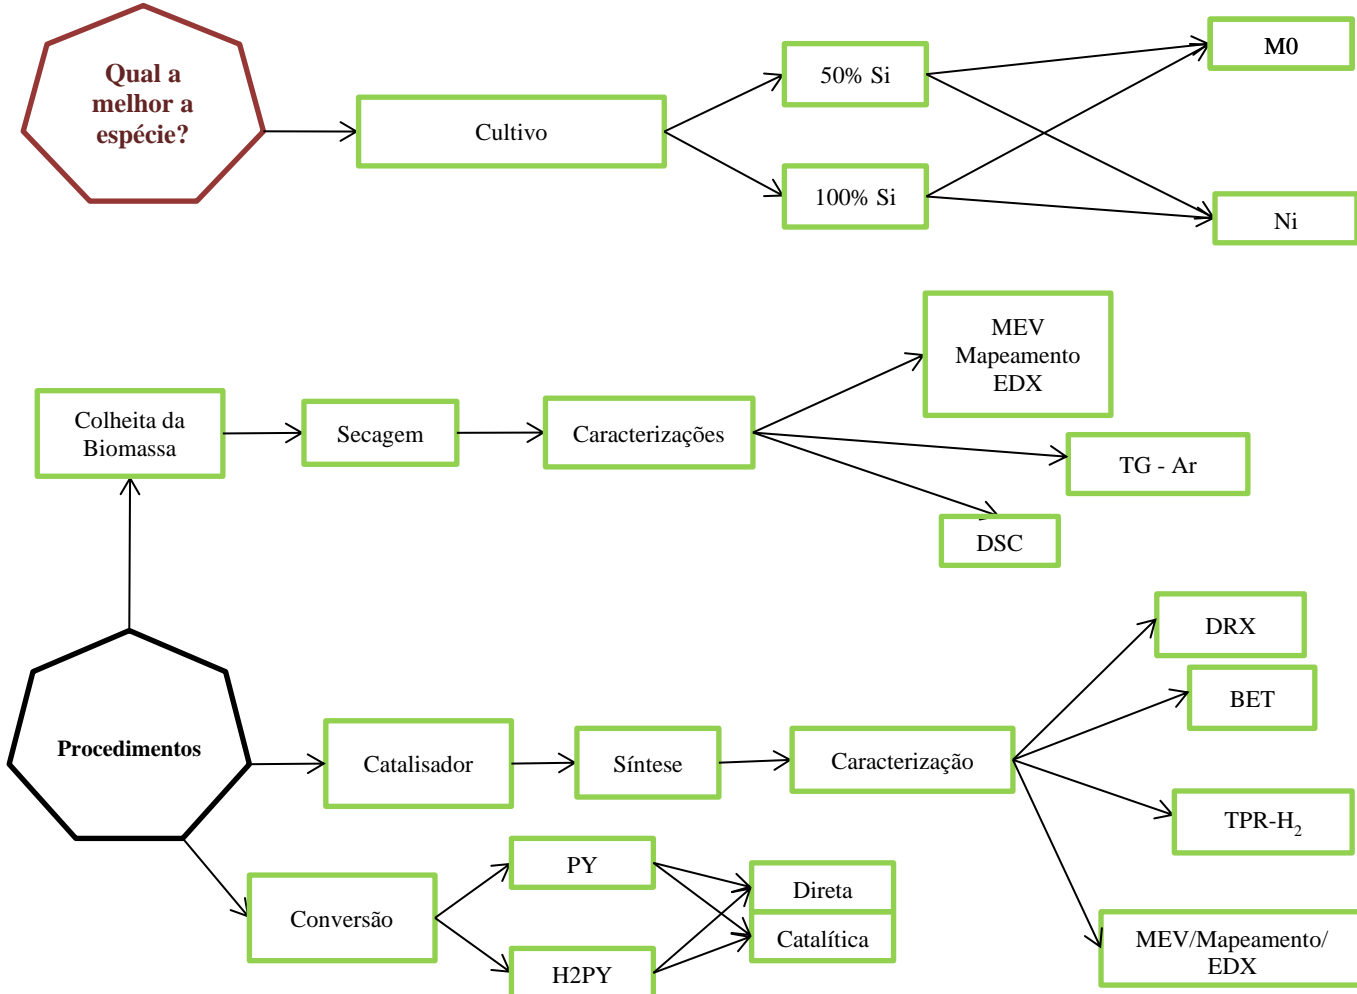 Qual a
melhor a
espécie?
Cultivo
50% Si
100% Si
M0
Ni
Colheita da
Biomassa
Secagem
Caracterizações
MEV
Mapeamento
EDX
TG - Ar
DSC
Procedimentos
Catalisador
Síntese
Caracterização
DRX
BET
TPR-H₂
MEV/Mapeamento/
EDX
Conversão
PY
H2PY
Direta
Catalítica